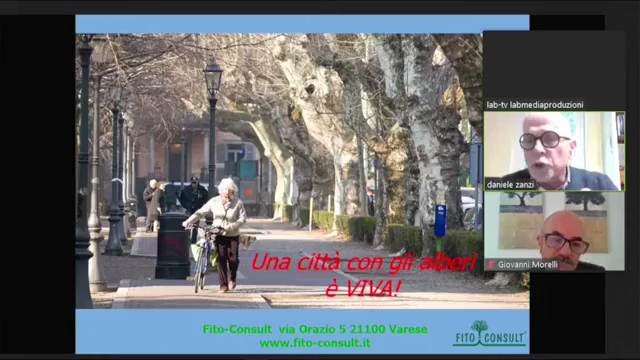 lab-tv labmediaproduzioni
daniele zanzi
Giovanni Morelli
Una città con gli alberi
è VIVA!
Fito-Consult via Orazio 5 21100 Varese
www.fito-consult.it
FITO CONSULT